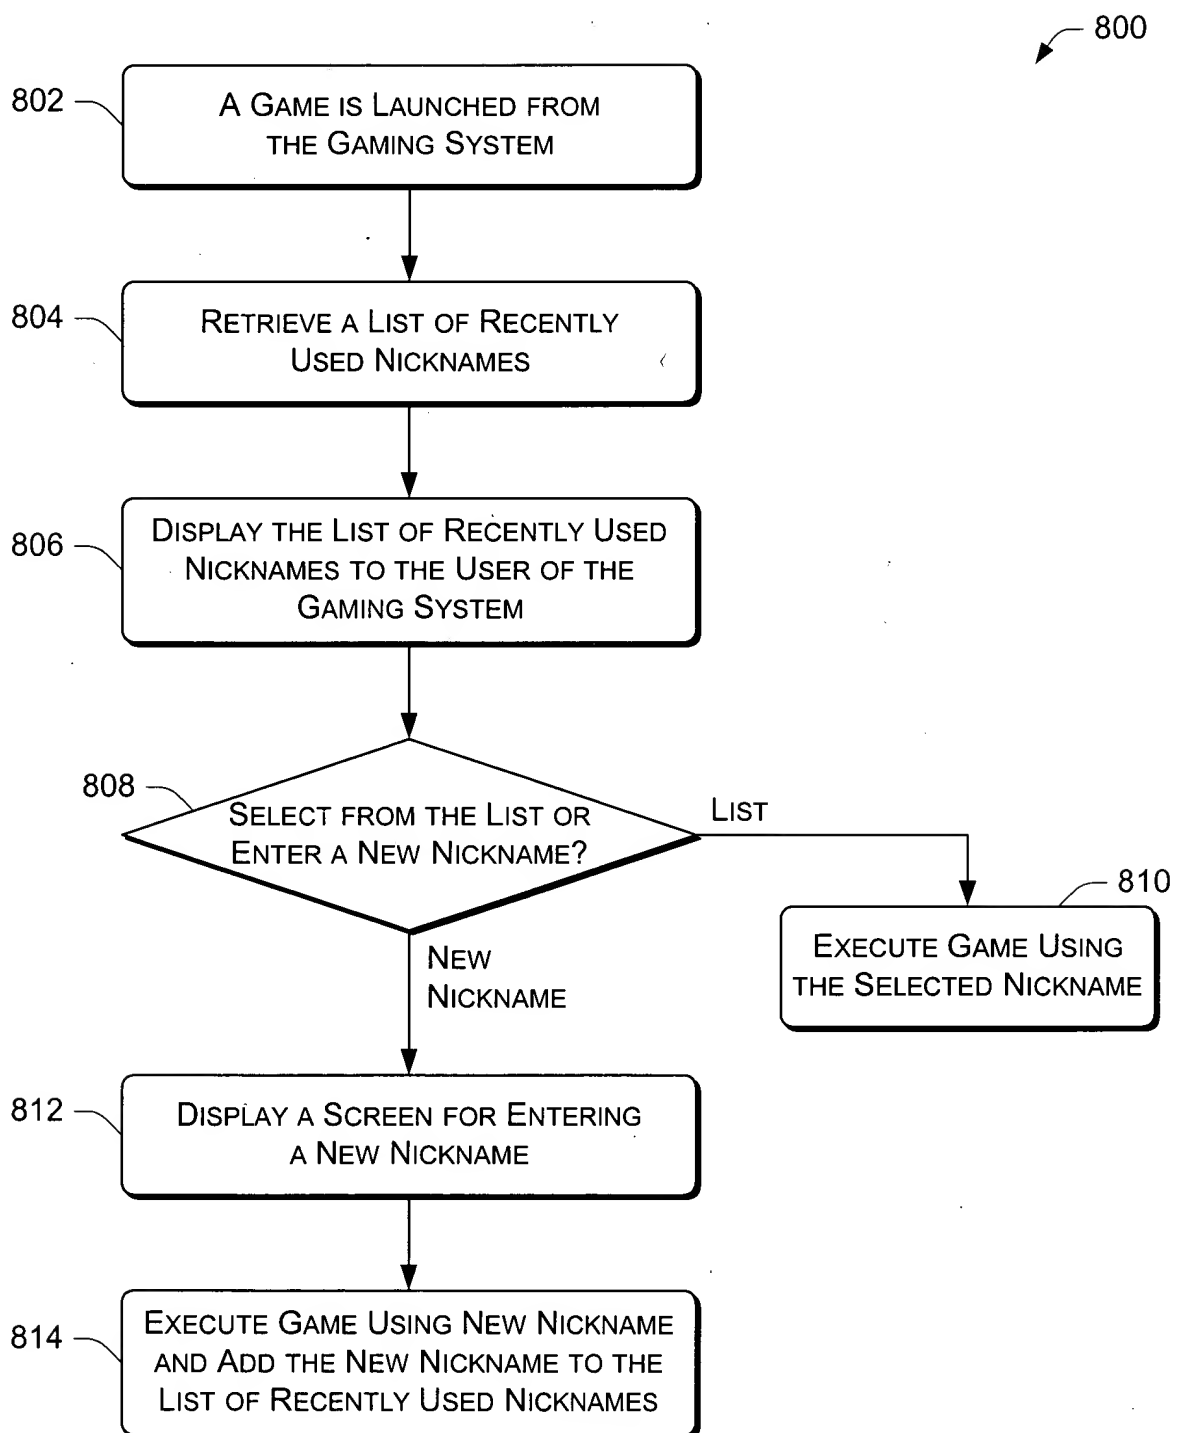 800
802
A GAME IS LAUNCHED FROM
THE GAMING SYSTEM
804
RETRIEVE A LIST OF RECENTLY
USED NICKNAMES
806
DISPLAY THE LIST OF RECENTLY USED
NICKNAMES TO THE USER OF THE
GAMING SYSTEM
808
SELECT FROM THE LIST OR
ENTER A NEW NICKNAME?
LIST
810
EXECUTE GAME USING
THE SELECTED NICKNAME
NEW
NICKNAME
812
DISPLAY A SCREEN FOR ENTERING
A NEW NICKNAME
814
EXECUTE GAME USING NEW NICKNAME
AND ADD THE NEW NICKNAME TO THE
LIST OF RECENTLY USED NICKNAMES